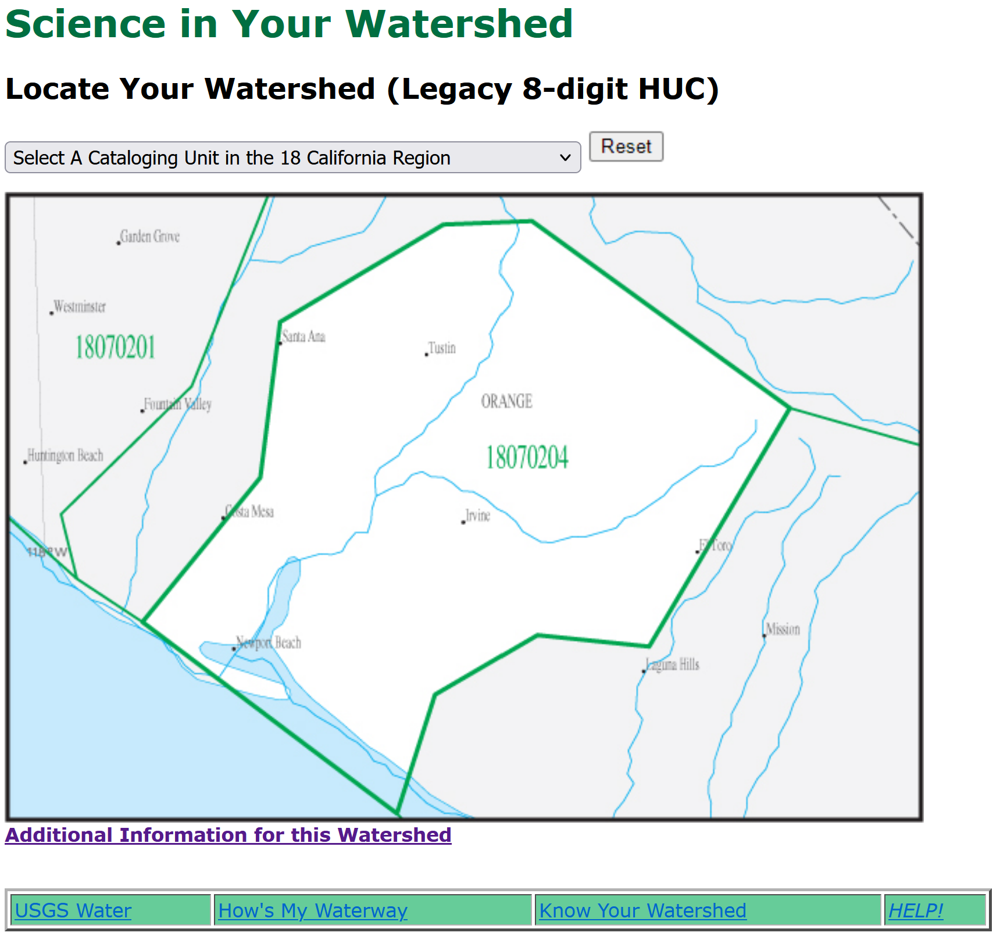 Science in Your Watershed
Locate Your Watershed (Legacy 8-digit HUC)
Select A Cataloging Unit in the 18 California Region
Reset
Garden Grove
Westminster
18070201
Santa Ana
Tustin
ORANGE
Fountain Valley
18070204
Huntington Beach
Costa Mesa
Irvine
El Toro
118°W
Mission
Newport Beach
Laguna Hills
Additional Information for this Watershed
USGS Water
How's My Waterway
Know Your Watershed
HELP!